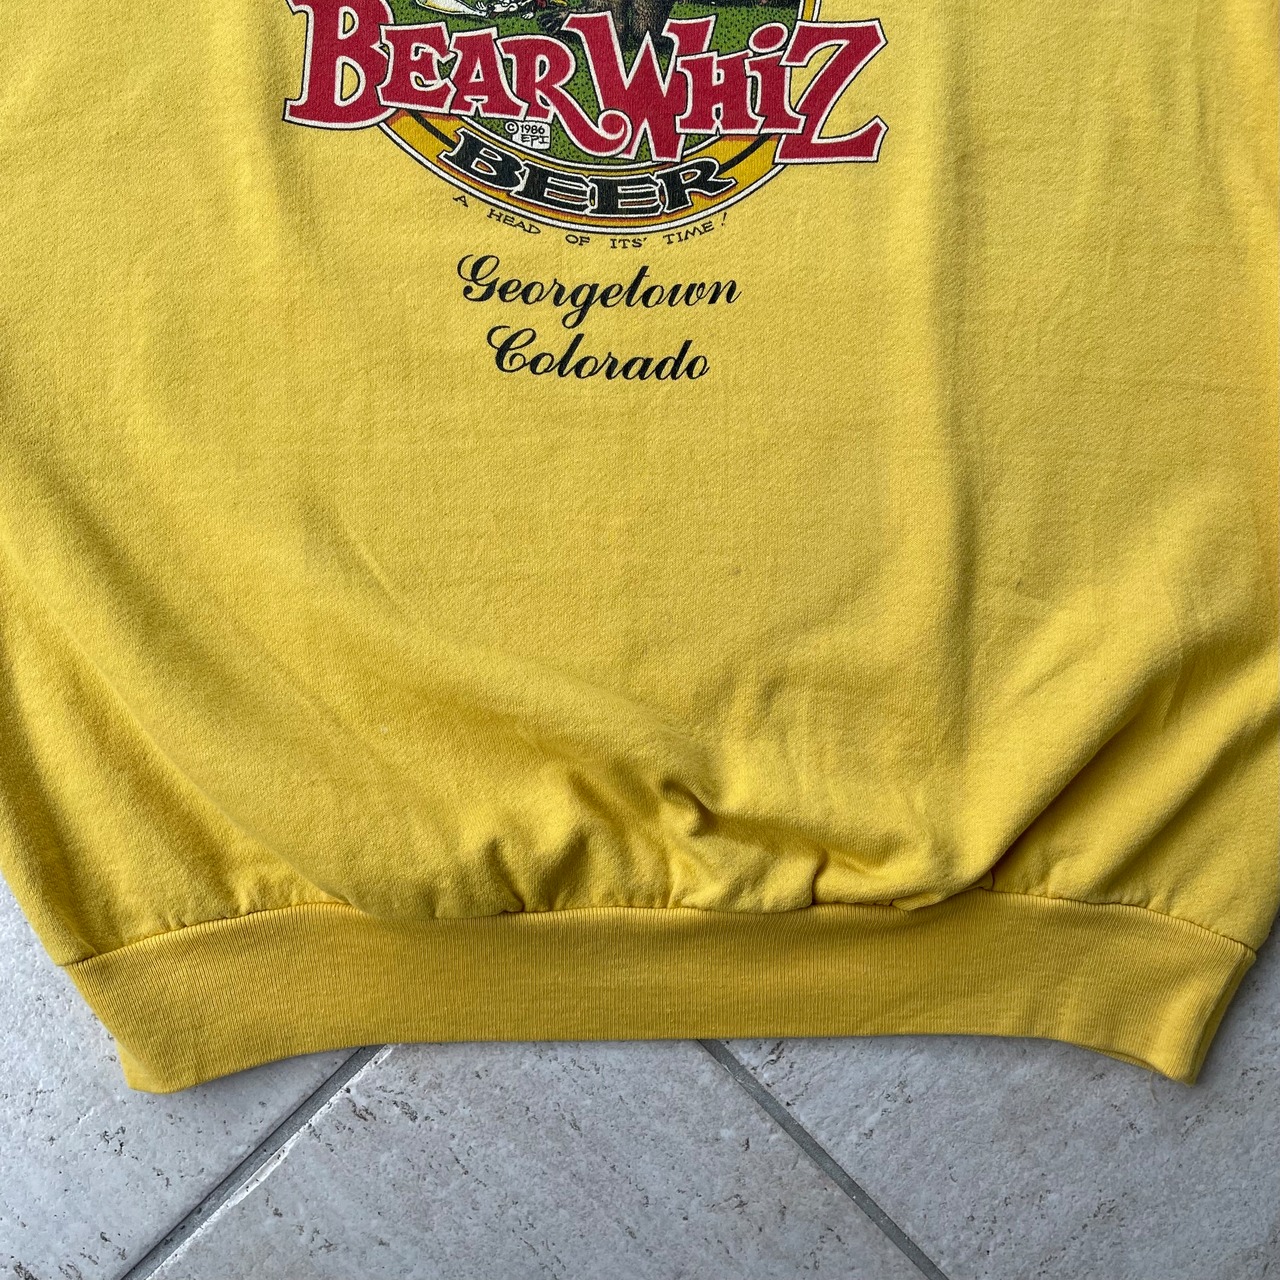 BEAR WHIZ
© 1986
EPI
BEER
A HEAD OF ITS' TIME!
Georgetown
Colorado